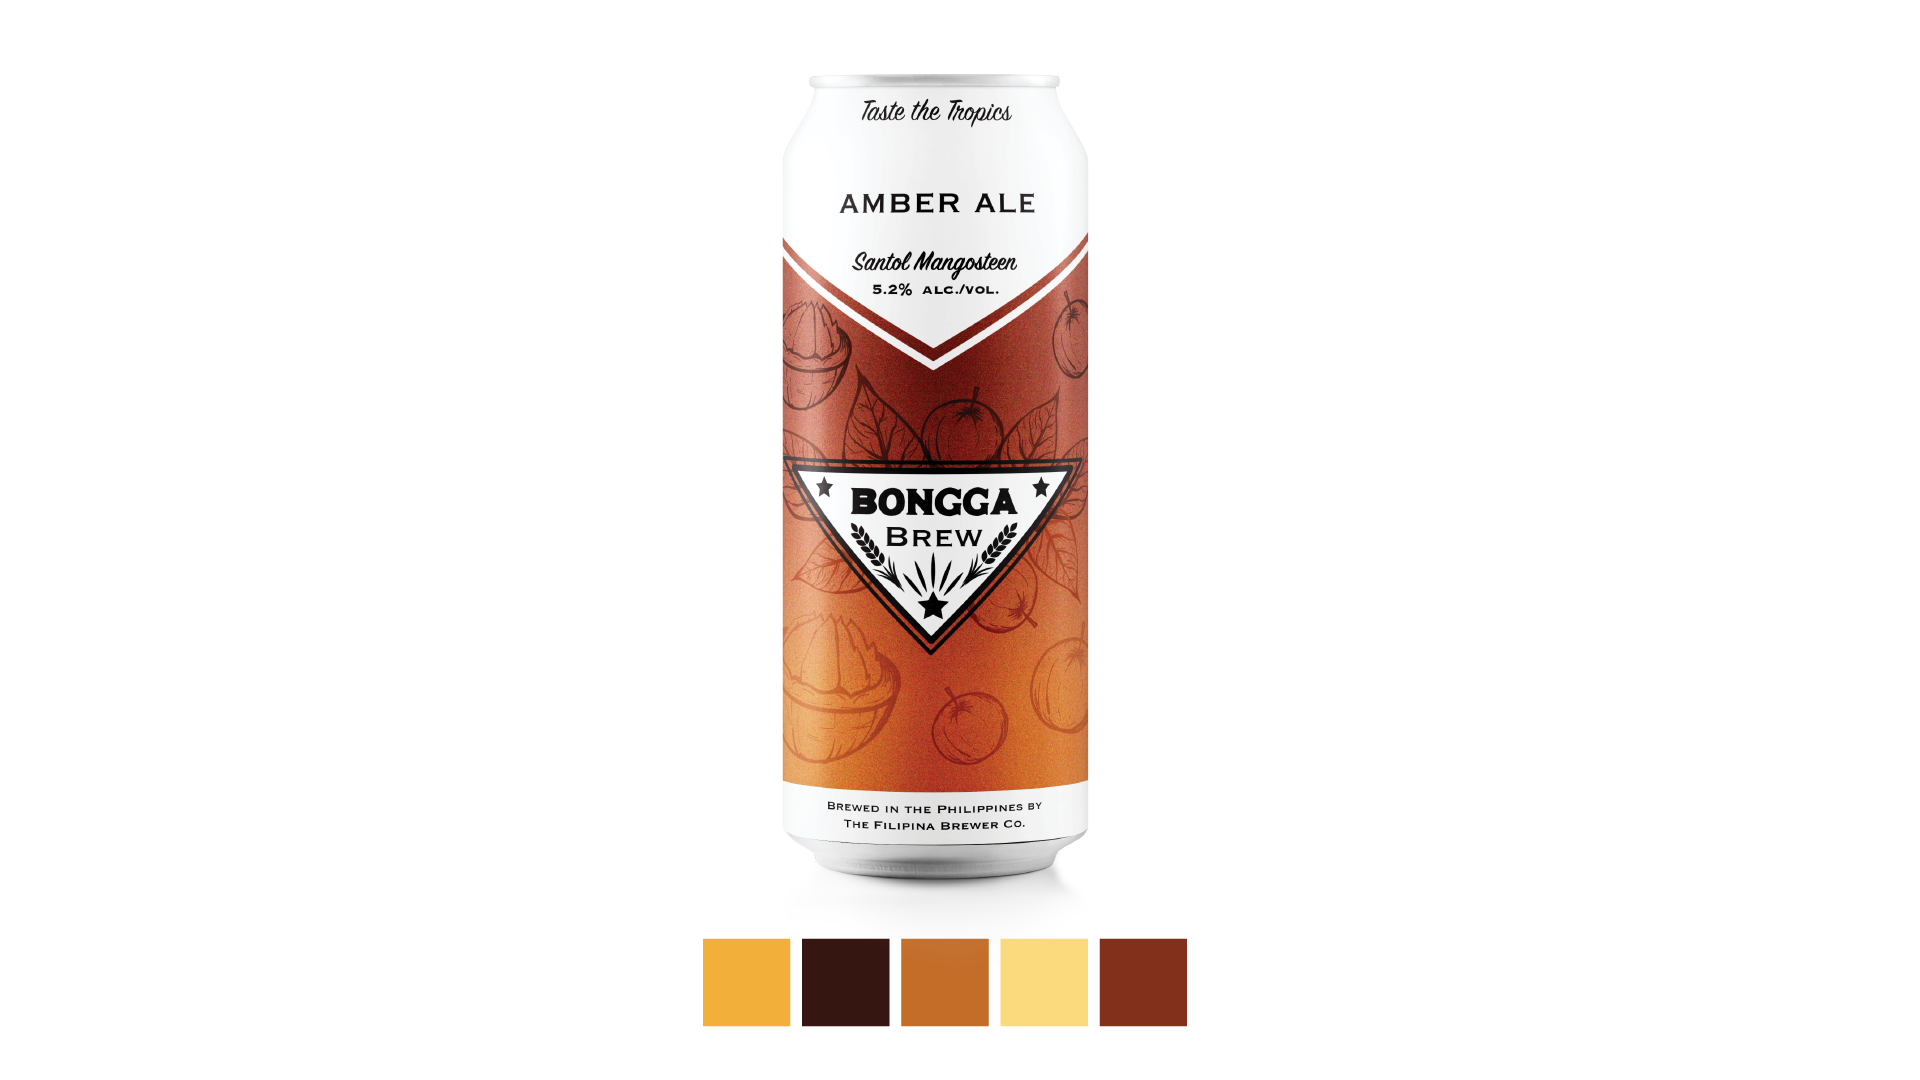 Taste the Tropics
AMBER ALE
Santol Mangosteen
5.2% ALC./VOL.
BONGGA
BREW
BREWED IN THE PHILIPPINES BY
THE FILIPINA BREWER CO.